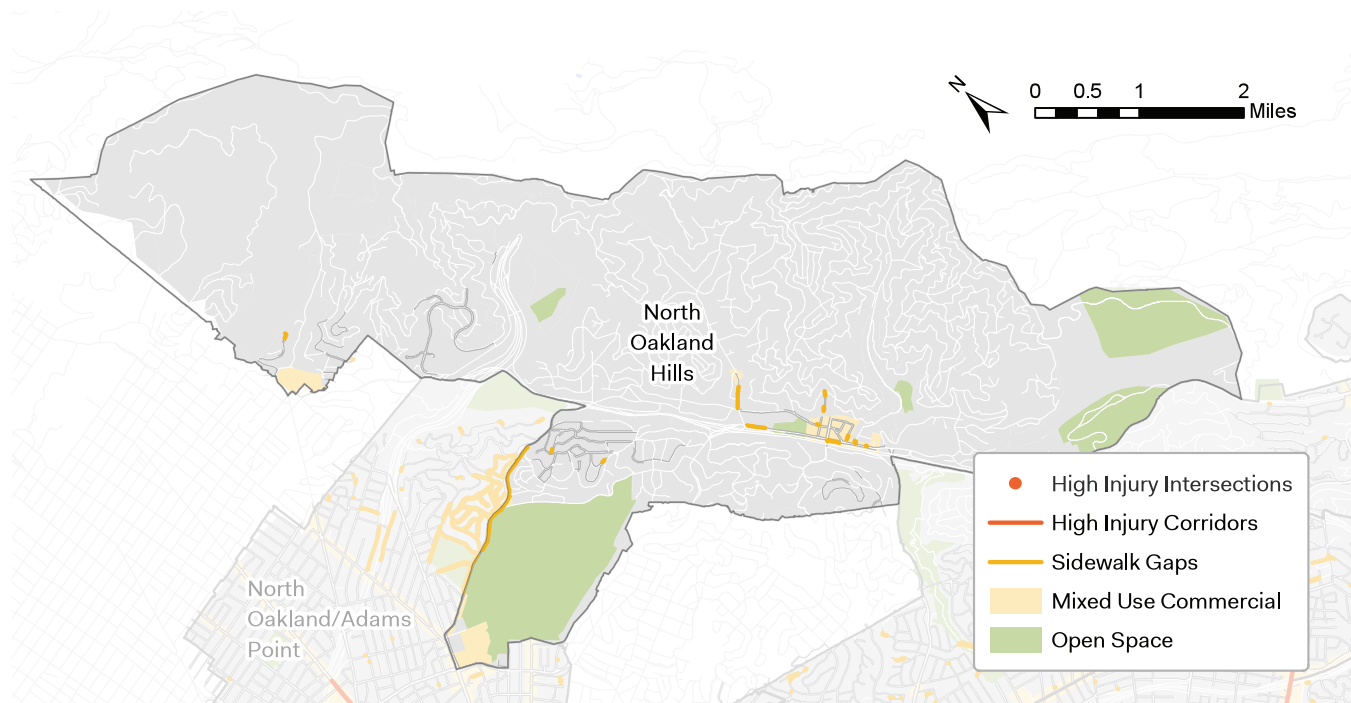 N
0 0.5 1 2
Miles
North
Oakland
Hills
North
Oakland/Adams
Point
High Injury Intersections
High Injury Corridors
Sidewalk Gaps
Mixed Use Commercial
Open Space